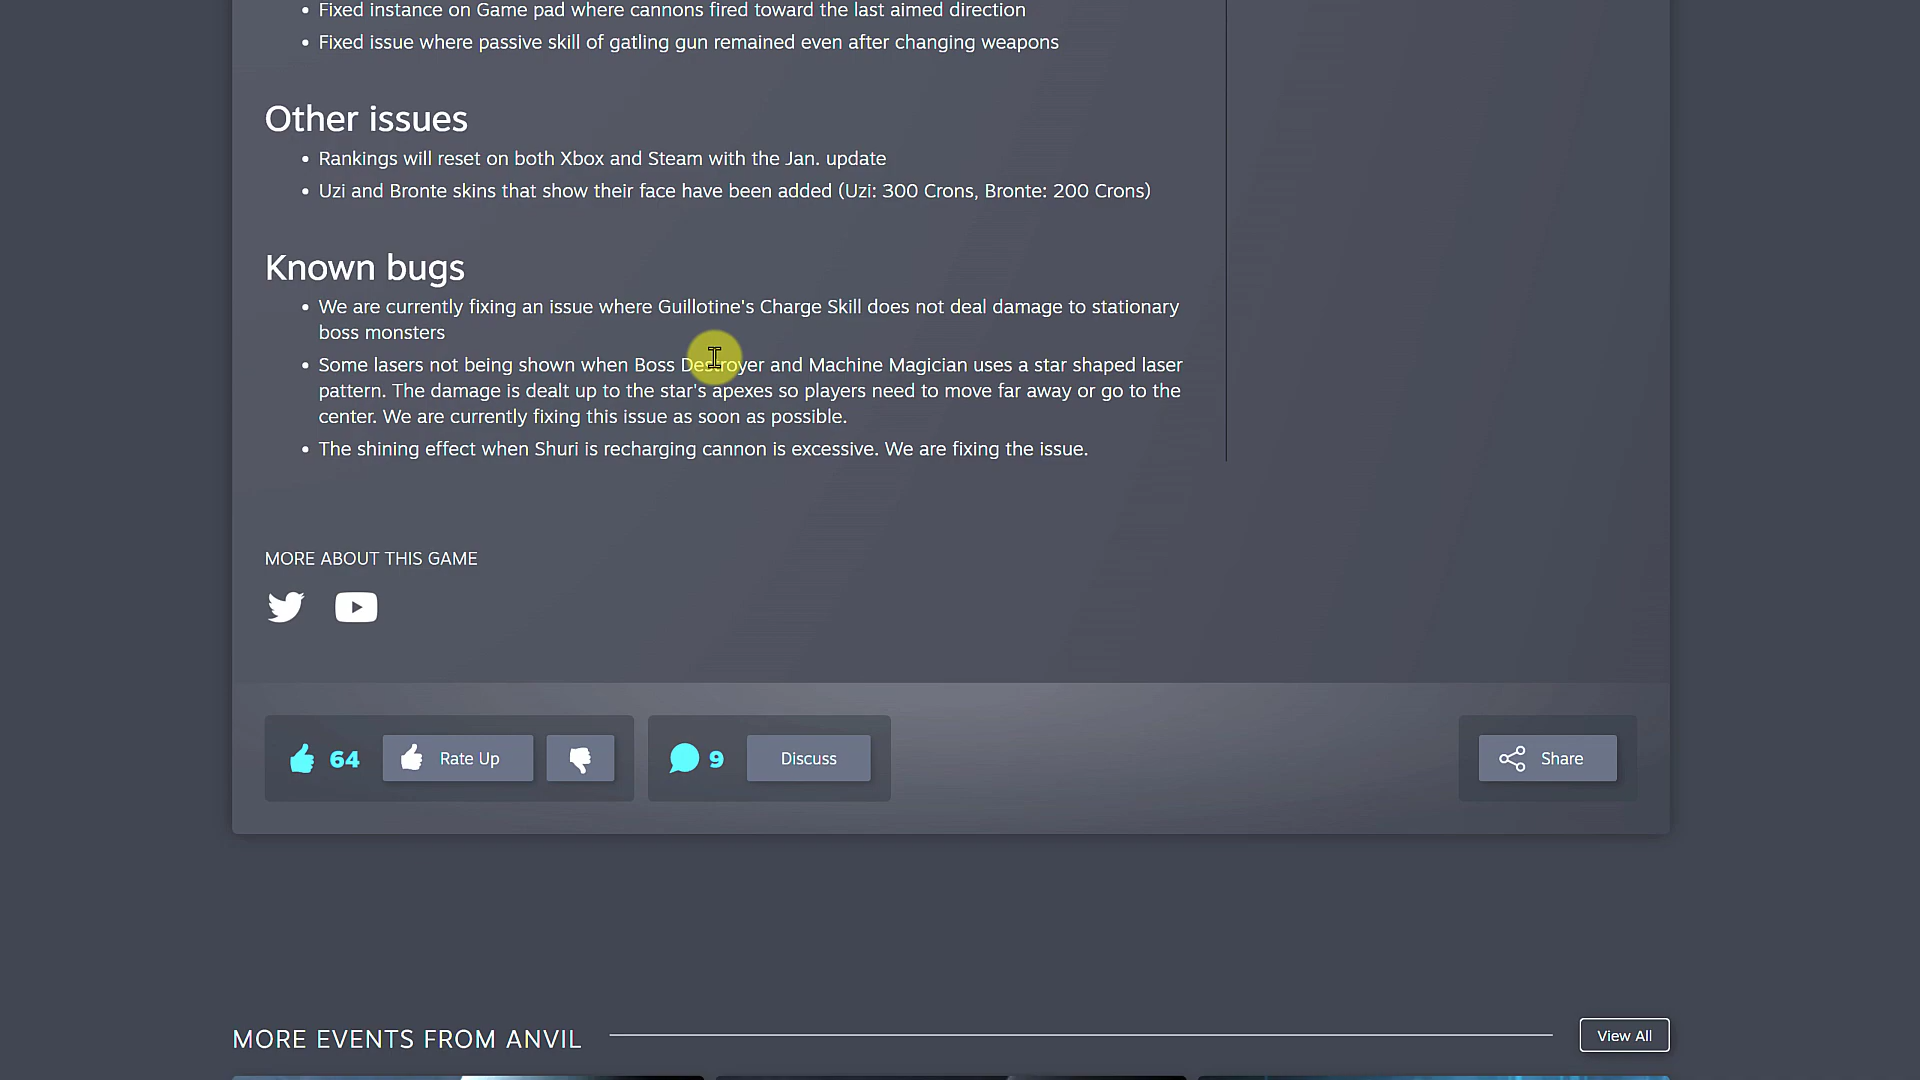 Fixed instance on Game pad where cannons fired toward the last aimed direction
Fixed issue where passive skill of gatling gun remained even after changing weapons
Other issues
Rankings will reset on both Xbox and Steam with the Jan. update
Uzi and Bronte skins that show their face have been added (Uzi: 300 Crons, Bronte: 200 Crons)
Known bugs
We are currently fixing an issue where Guillotine's Charge Skill does not deal damage to stationary
boss monsters
Some lasers not being shown when Boss Destroyer and Machine Magician uses a star shaped laser
pattern. The damage is dealt up to the star's apexes so players need to move far away or go to the
center. We are currently fixing this issue as soon as possible.
The shining effect when Shuri is recharging cannon is excessive. We are fixing the issue.
MORE ABOUT THIS GAME
64 Rate Up 9 Discuss Share
MORE EVENTS FROM ANVIL View All